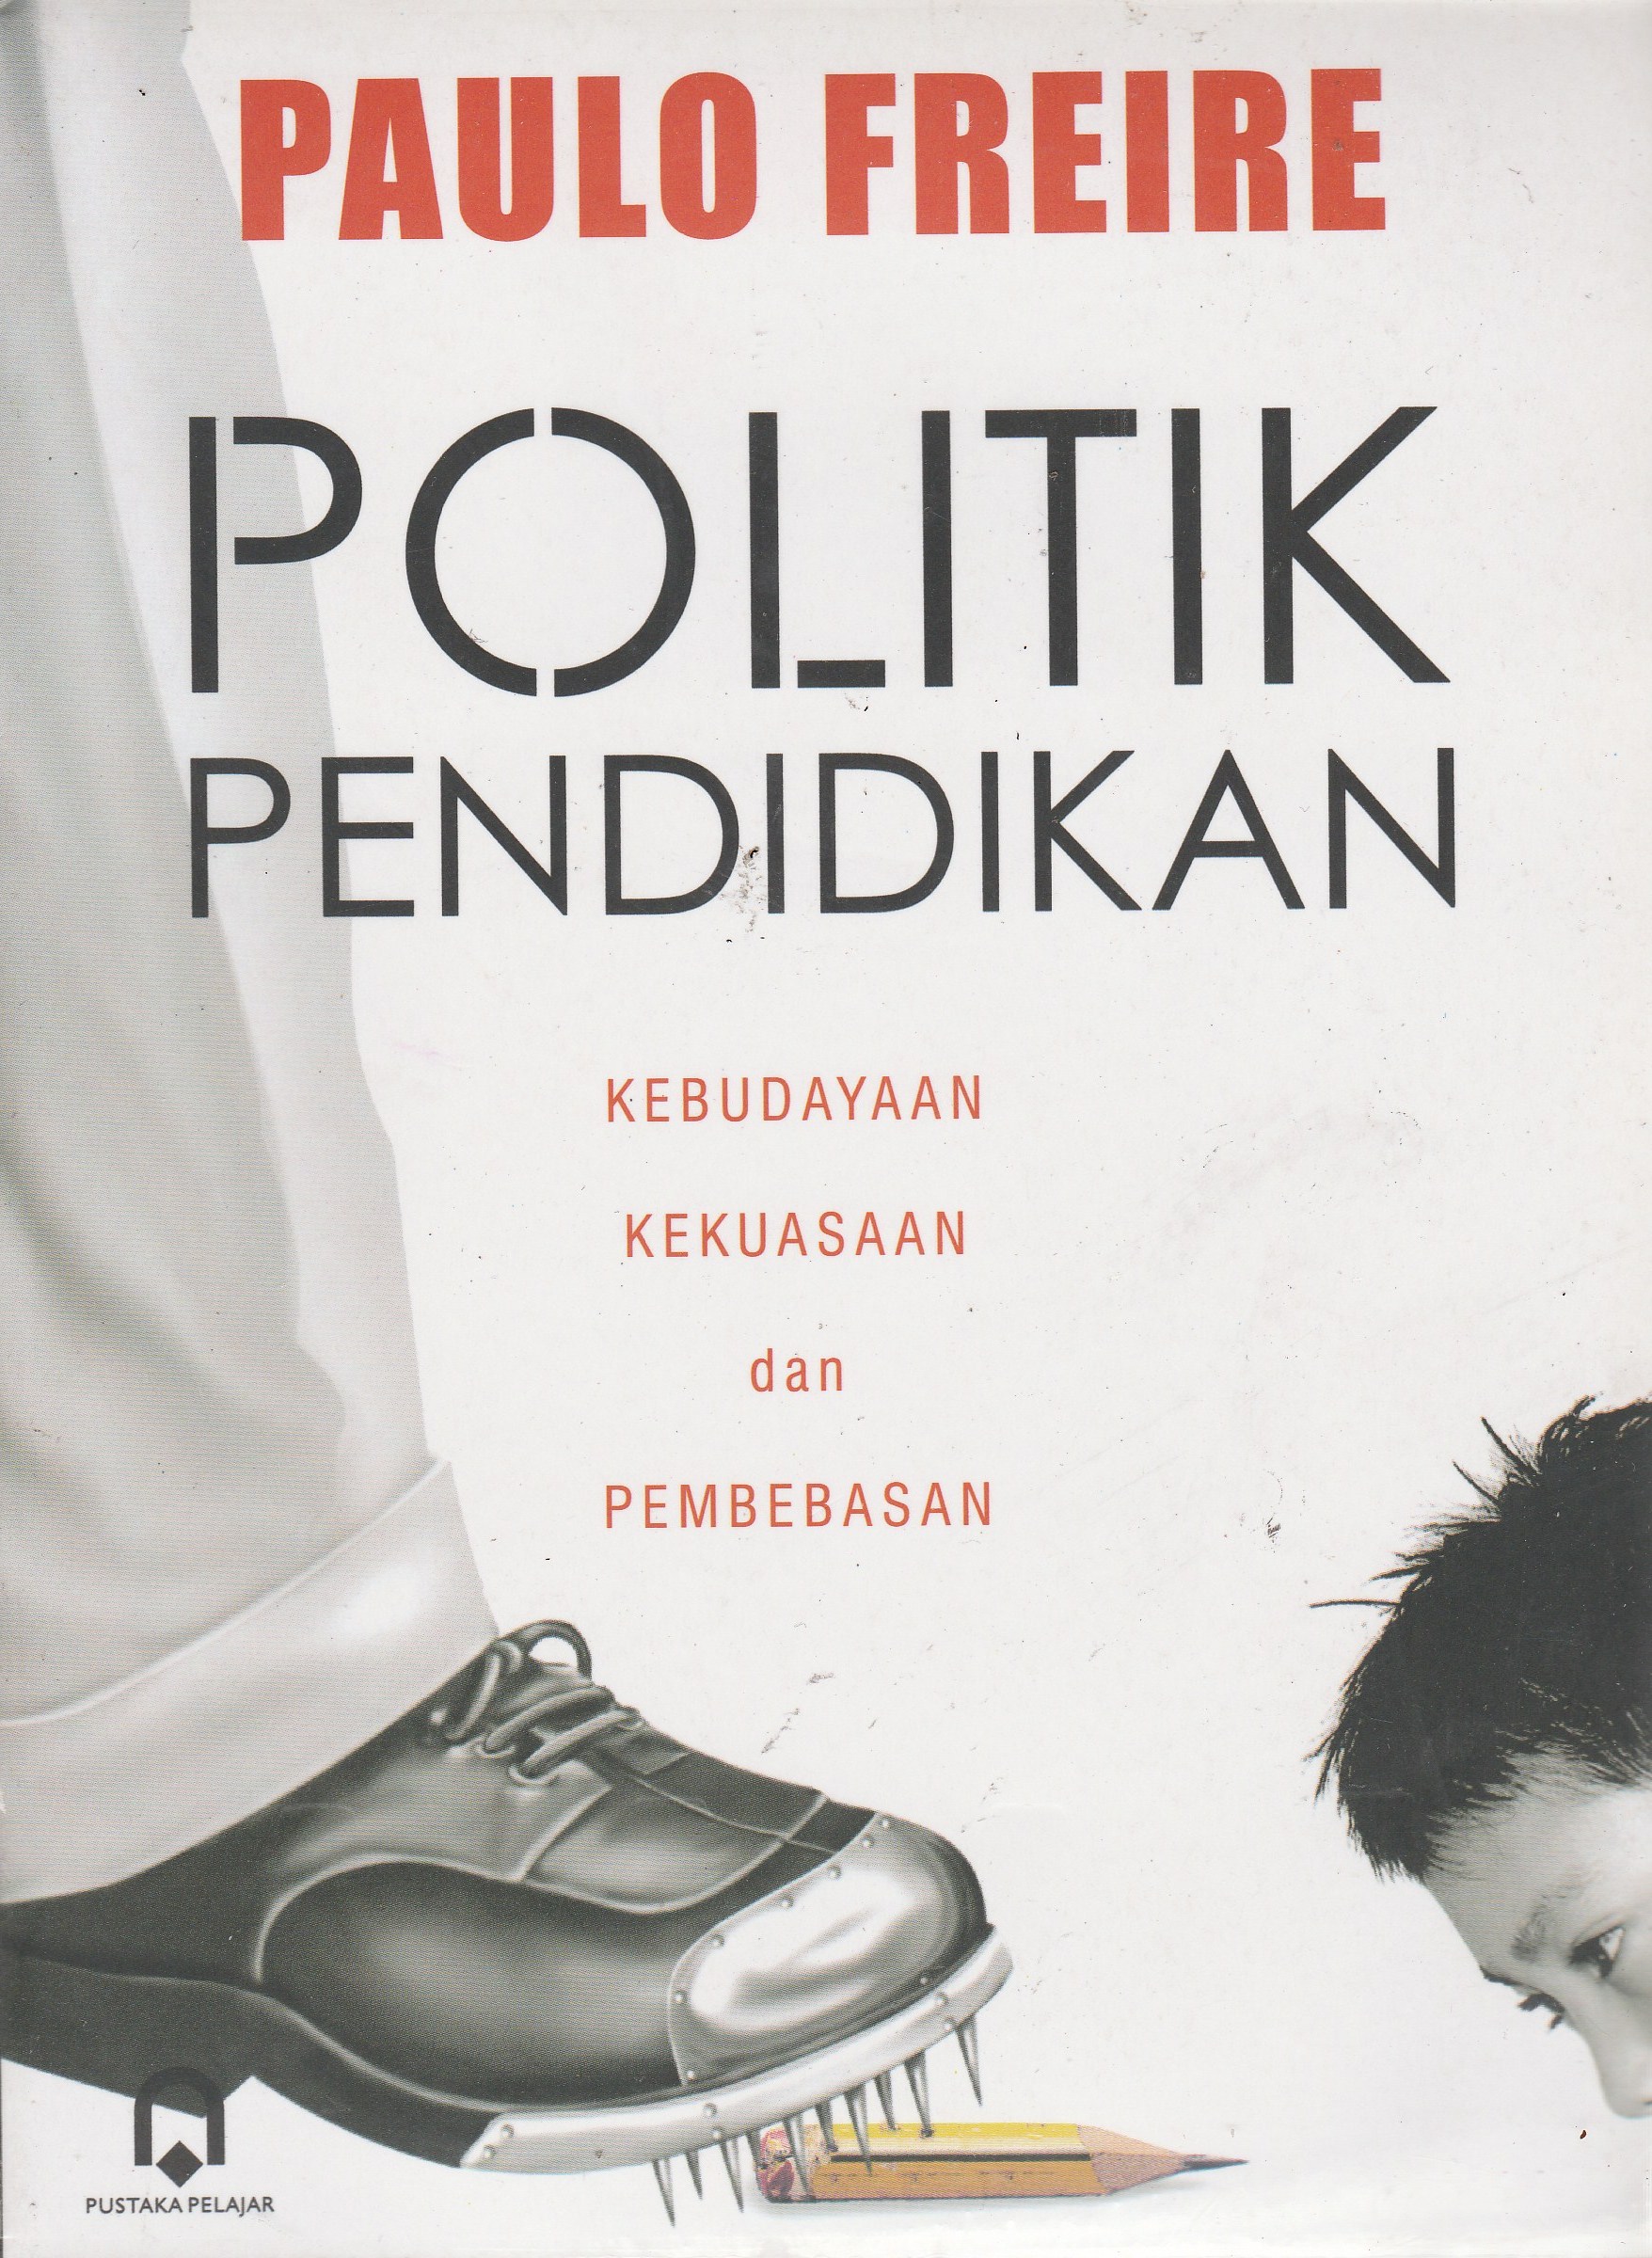 PAULO FREIRE
POLITIK
PENDIDIKAN
KEBUDAYAAN
KEKUASAAN
dan
PEMBEBASAN
PUSTAKA PELAJAR